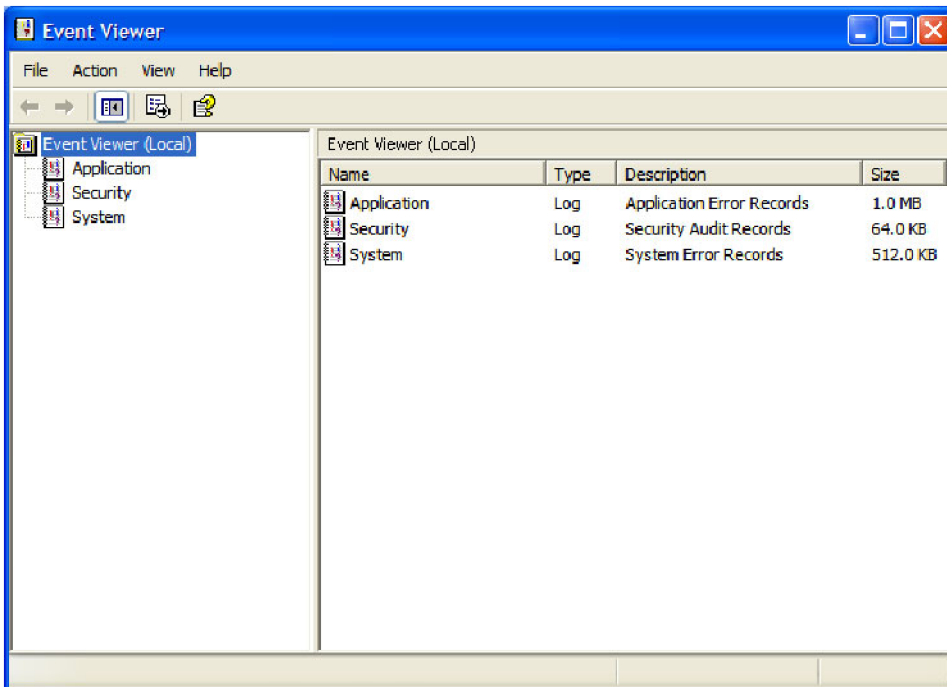 Event Viewer
File Action View Help
Event Viewer (Local)
Application
Security
System
Event Viewer (Local)
Name Type Description Size
Application Log Application Error Records 1.0 MB
Security Log Security Audit Records 64.0 KB
System Log System Error Records 512.0 KB